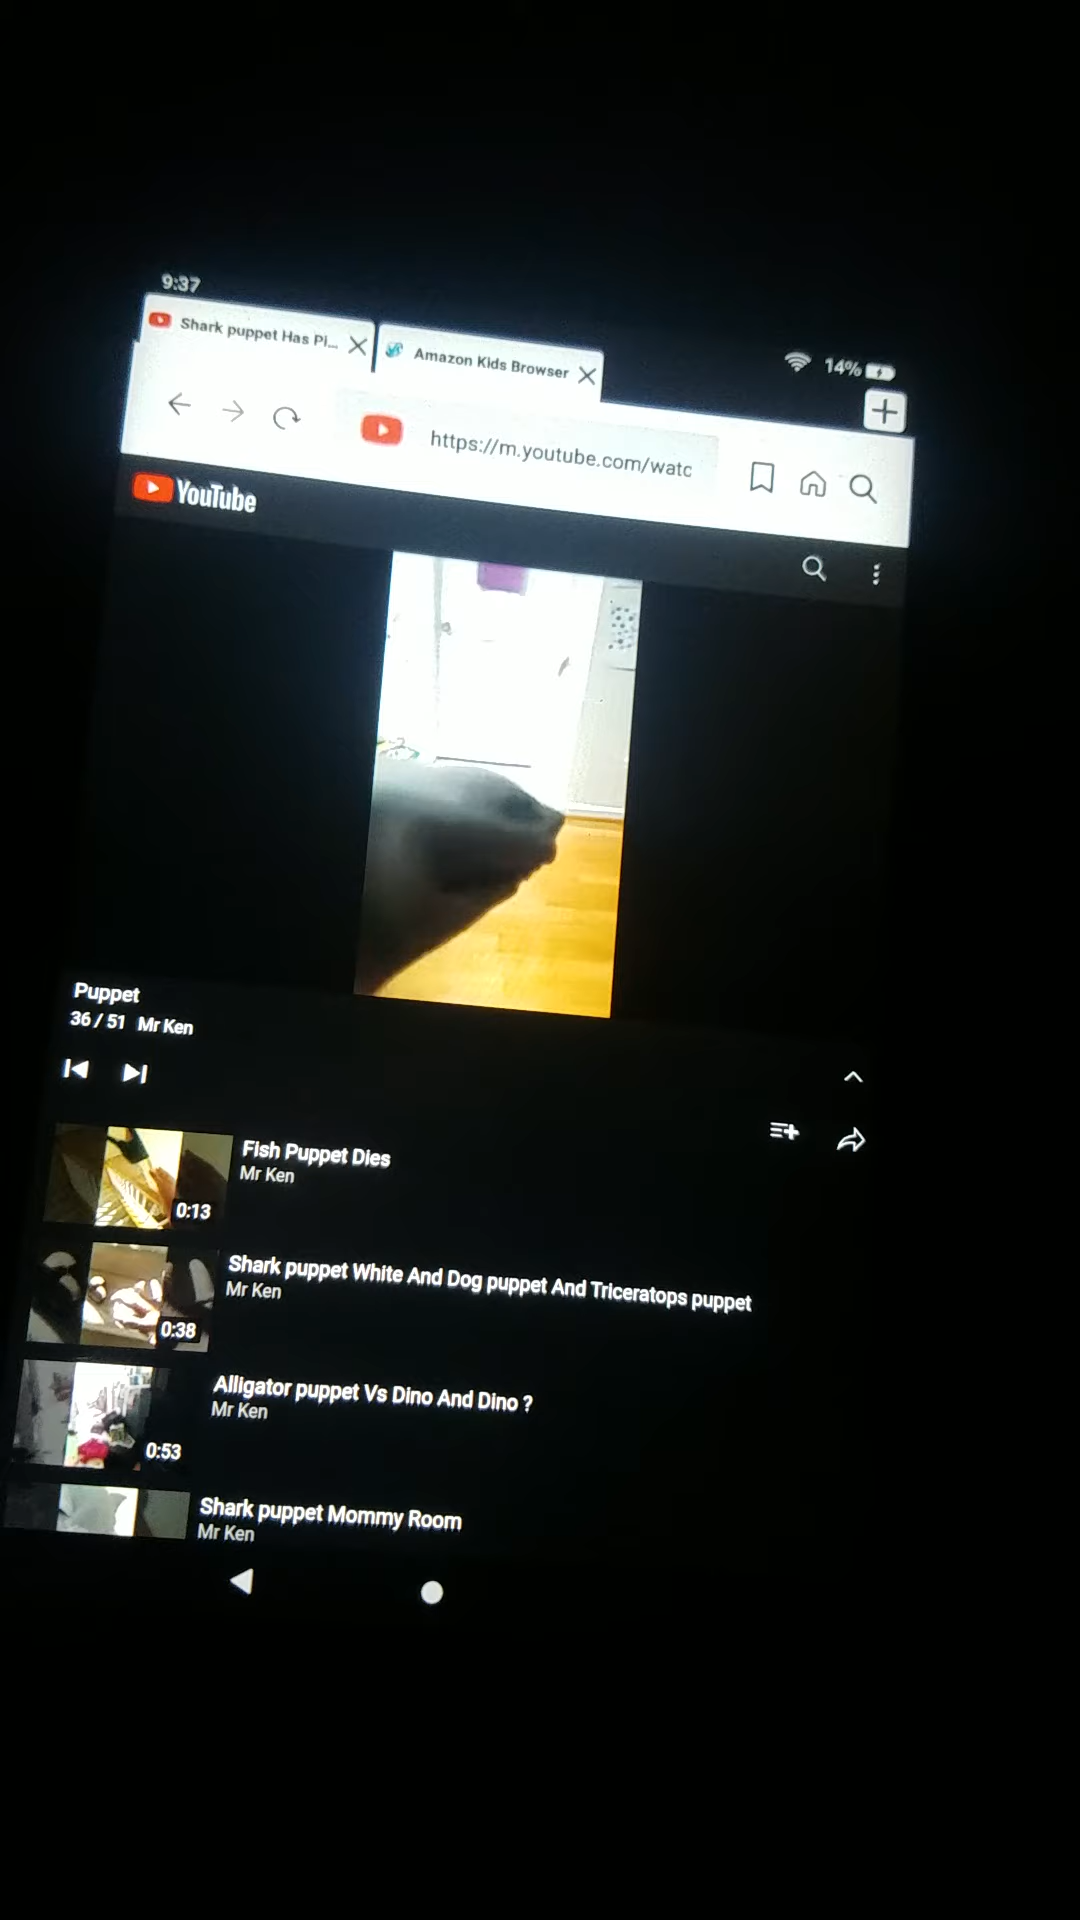 9:37
14%
Shark puppet Has Pi...
Amazon Kids Browser
https://m.youtube.com/watc
YouTube
Puppet
36 / 51 Mr Ken
Fish Puppet Dies
Mr Ken
0:13
Shark puppet White And Dog puppet And Triceratops puppet
Mr Ken
0:38
Alligator puppet Vs Dino And Dino ?
Mr Ken
0:53
Shark puppet Mommy Room
Mr Ken